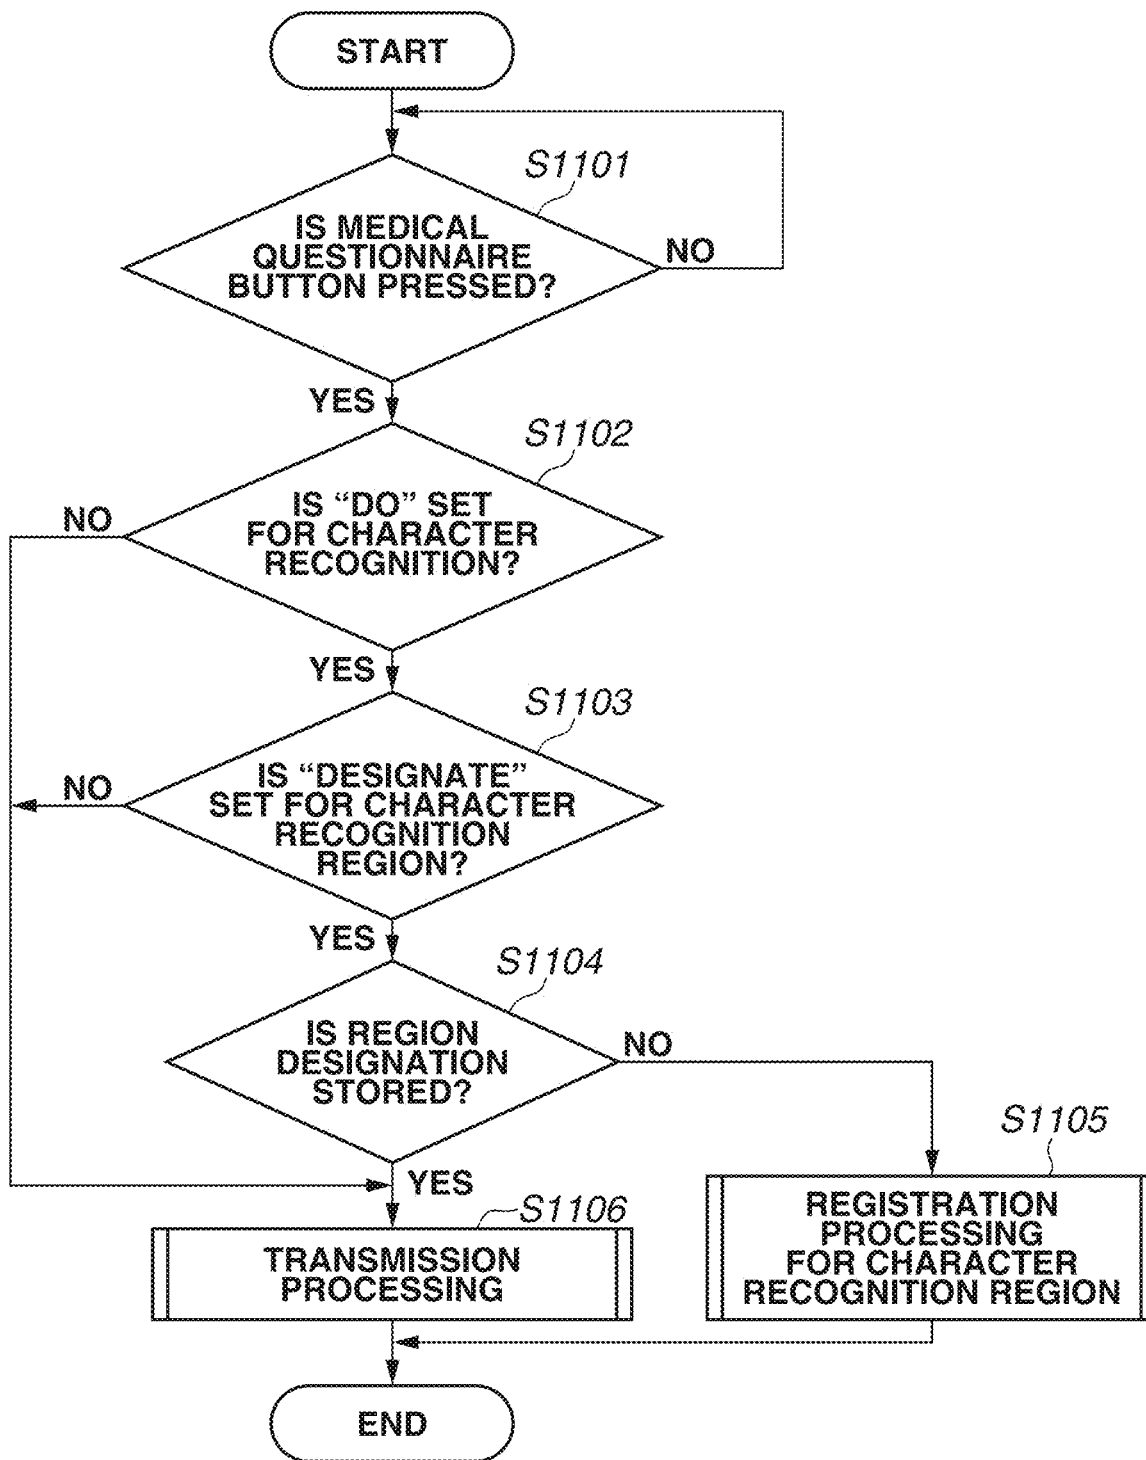 START
S1101
IS MEDICAL
QUESTIONNAIRE
BUTTON PRESSED?
NO
YES
S1102
IS “DO” SET
FOR CHARACTER
RECOGNITION?
NO
YES
S1103
IS “DESIGNATE”
SET FOR CHARACTER
RECOGNITION
REGION?
NO
YES
S1104
IS REGION
DESIGNATION
STORED?
NO
YES
S1105
REGISTRATION
PROCESSING
FOR CHARACTER
RECOGNITION REGION
S1106
TRANSMISSION
PROCESSING
END